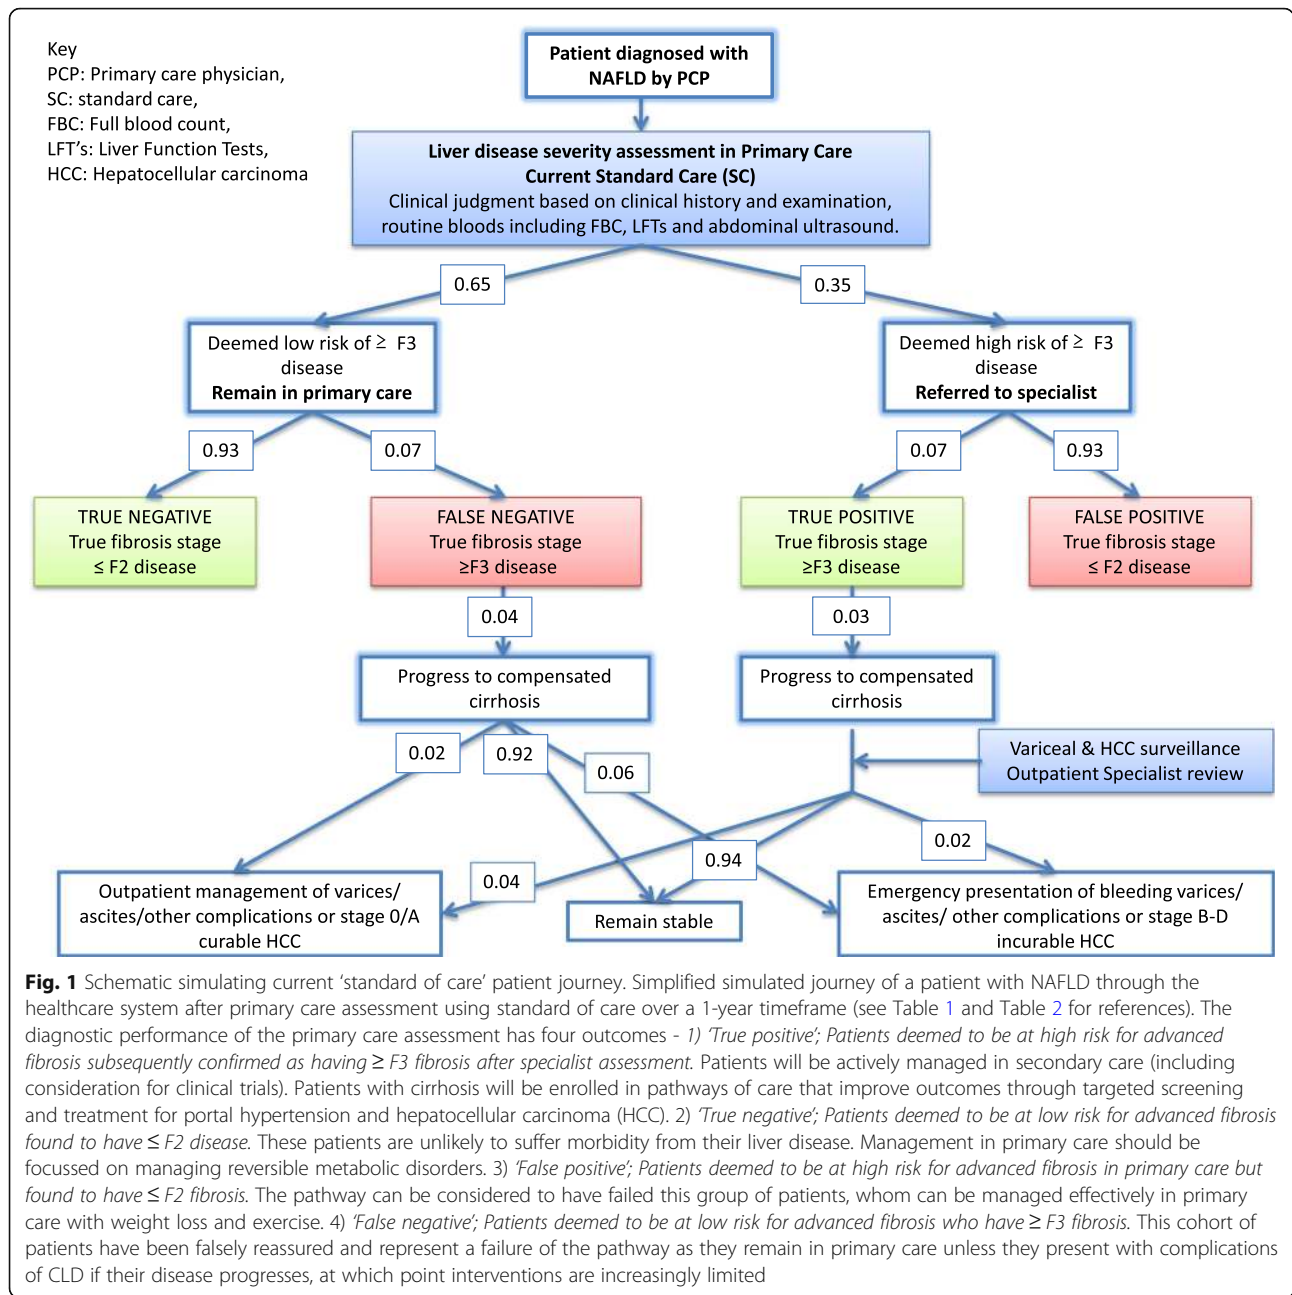 Key
PCP: Primary care physician,
SC: standard care,
FBC: Full blood count,
LFT's: Liver Function Tests,
HCC: Hepatocellular carcinoma
Patient diagnosed with
NAFLD by PCP
Liver disease severity assessment in Primary Care
Current Standard Care (SC)
Clinical judgment based on clinical history and examination,
routine bloods including FBC, LFTs and abdominal ultrasound.
0.65
0.35
Deemed low risk of ≥ F3
disease
Remain in primary care
Deemed high risk of ≥ F3
disease
Referred to specialist
0.93
0.07
0.07
0.93
TRUE NEGATIVE
True fibrosis stage
≤ F2 disease
FALSE NEGATIVE
True fibrosis stage
≥F3 disease
TRUE POSITIVE
True fibrosis stage
≥F3 disease
FALSE POSITIVE
True fibrosis stage
≤ F2 disease
0.04
0.03
Progress to compensated
cirrhosis
Progress to compensated
cirrhosis
0.02
0.92
0.06
Variceal & HCC surveillance
Outpatient Specialist review
0.04
0.94
0.02
Outpatient management of varices/
ascites/other complications or stage 0/A
curable HCC
Remain stable
Emergency presentation of bleeding varices/
ascites/ other complications or stage B-D
incurable HCC
Fig. 1 Schematic simulating current 'standard of care' patient journey. Simplified simulated journey of a patient with NAFLD through the
healthcare system after primary care assessment using standard of care over a 1-year timeframe (see Table 1 and Table 2 for references). The
diagnostic performance of the primary care assessment has four outcomes - 1) 'True positive'; Patients deemed to be at high risk for advanced
fibrosis subsequently confirmed as having ≥ F3 fibrosis after specialist assessment. Patients will be actively managed in secondary care (including
consideration for clinical trials). Patients with cirrhosis will be enrolled in pathways of care that improve outcomes through targeted screening
and treatment for portal hypertension and hepatocellular carcinoma (HCC). 2) 'True negative'; Patients deemed to be at low risk for advanced fibrosis
found to have ≤ F2 disease. These patients are unlikely to suffer morbidity from their liver disease. Management in primary care should be
focussed on managing reversible metabolic disorders. 3) 'False positive'; Patients deemed to be at high risk for advanced fibrosis in primary care but
found to have ≤ F2 fibrosis. The pathway can be considered to have failed this group of patients, whom can be managed effectively in primary
care with weight loss and exercise. 4) 'False negative'; Patients deemed to be at low risk for advanced fibrosis who have ≥ F3 fibrosis. This cohort of
patients have been falsely reassured and represent a failure of the pathway as they remain in primary care unless they present with complications
of CLD if their disease progresses, at which point interventions are increasingly limited